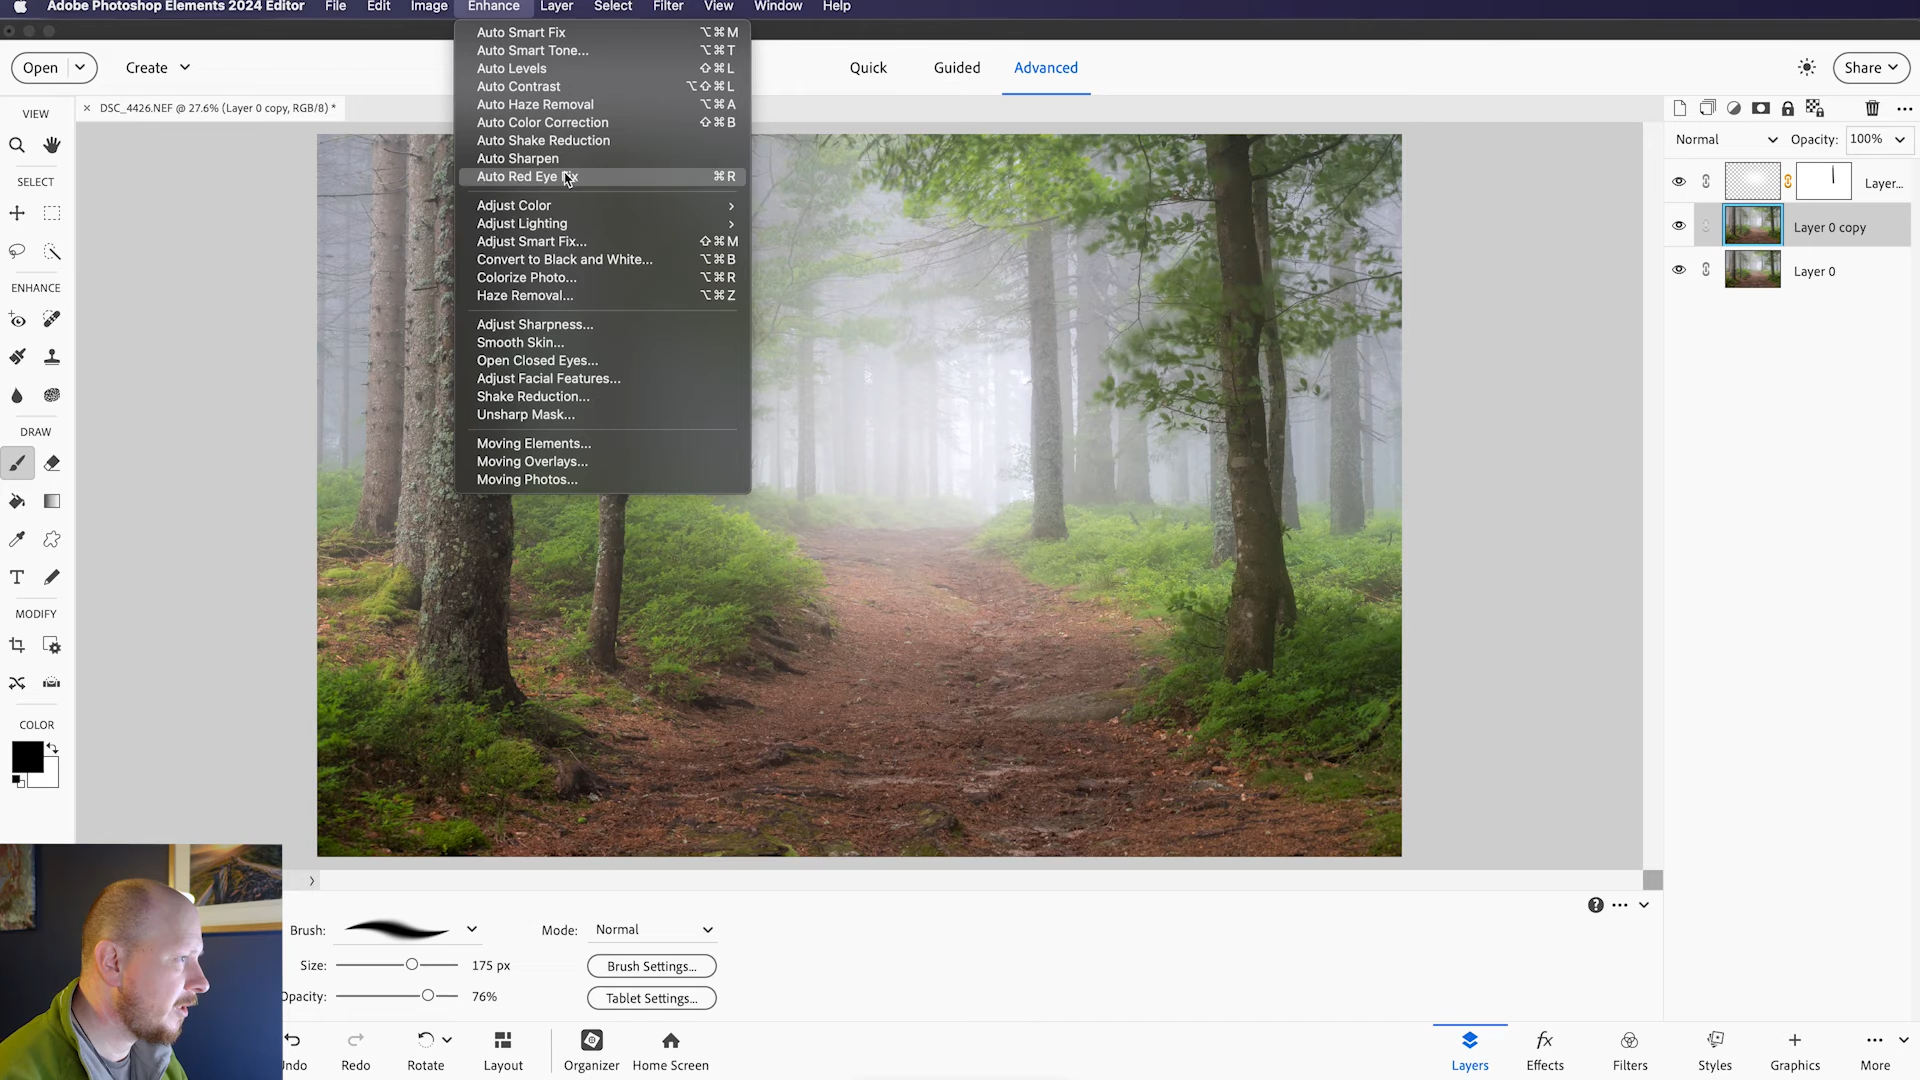 Adobe Photoshop Elements 2024 Editor File Edit Image Enhance Layer Select Filter View Window Help
Open Create Quick Guided Advanced Share
× DSC_4426.NEF @ 27.6% (Layer 0 copy, RGB/8) *
Auto Smart Fix ⌥⌘M
Auto Smart Tone... ⌥⌘T
Auto Levels ⇧⌘L
Auto Contrast ⌥⇧⌘L
Auto Haze Removal ⌥⌘A
Auto Color Correction ⇧⌘B
Auto Shake Reduction
Auto Sharpen
Auto Red Eye ⌘R
Adjust Color
Adjust Lighting
Adjust Smart Fix... ⇧⌘M
Convert to Black and White... ⌥⌘B
Colorize Photo... ⌥⌘R
Haze Removal... ⌥⌘Z
Adjust Sharpness...
Smooth Skin...
Open Closed Eyes...
Adjust Facial Features...
Shake Reduction...
Unsharp Mask...
Moving Elements...
Moving Overlays...
Moving Photos...
VIEW
SELECT
ENHANCE
DRAW
MODIFY
COLOR
Normal Opacity: 100%
Layer...
Layer 0 copy
Layer 0
Brush: Mode: Normal
Size: 175 px Brush Settings...
Opacity: 76% Tablet Settings...
Redo Rotate Layout Organizer Home Screen Layers Effects Filters Styles Graphics More